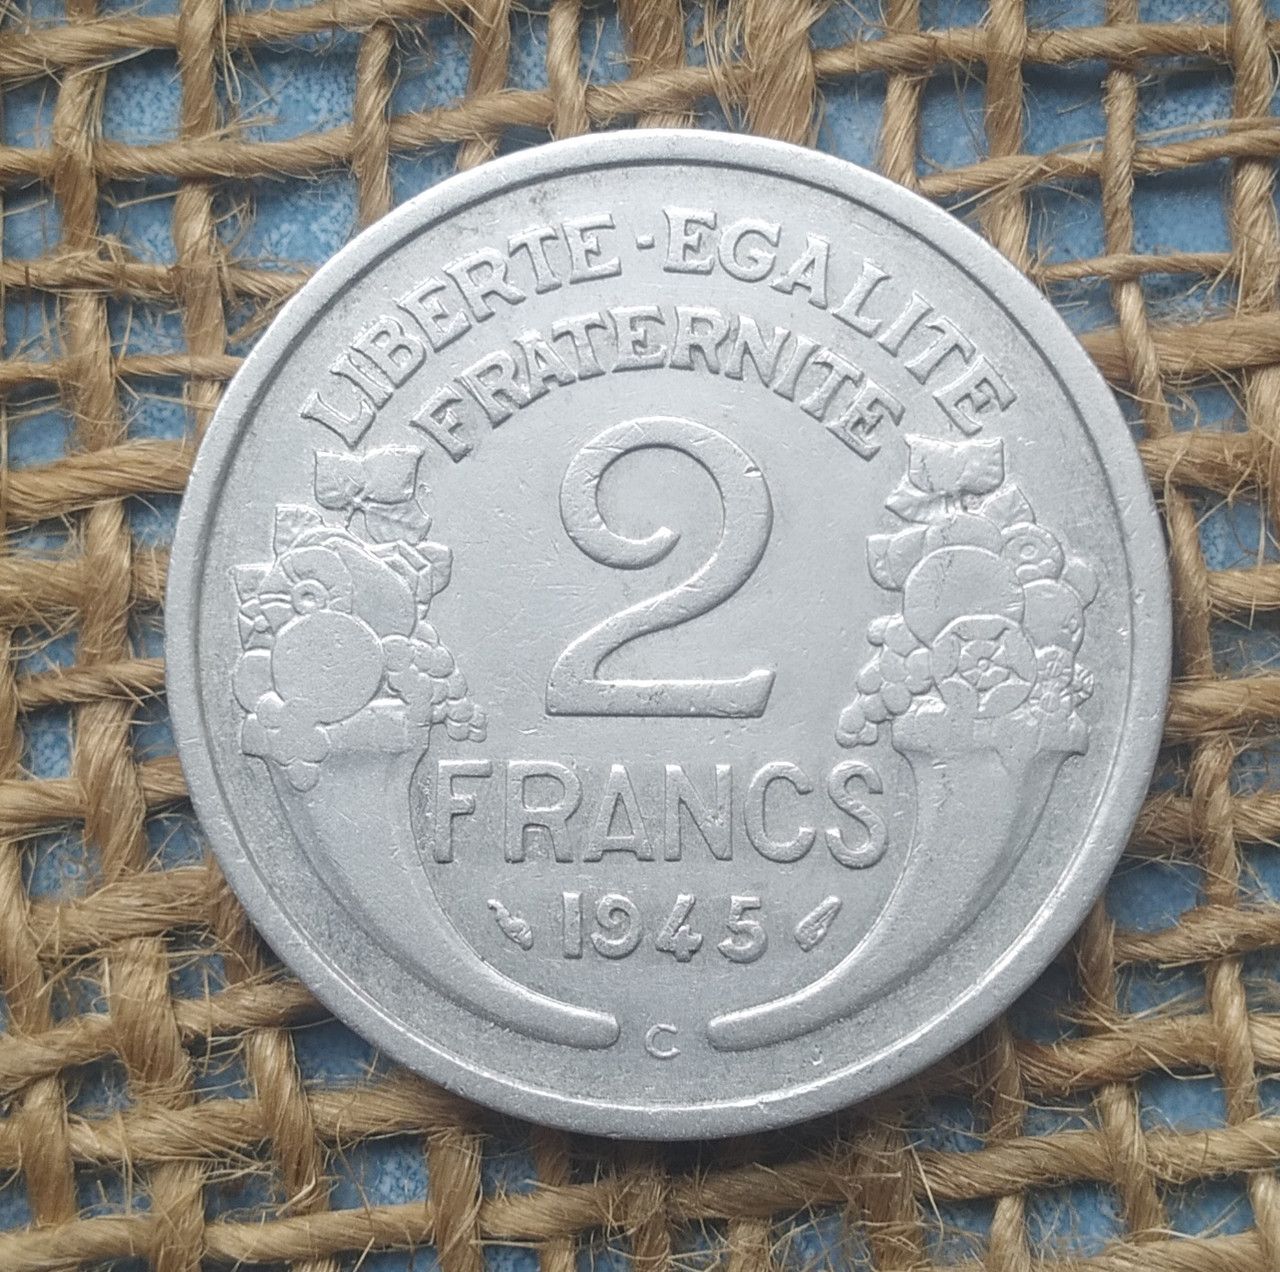 LIBERTE · EGALITE
FRATERNITE
2
FRANCS
1945
C